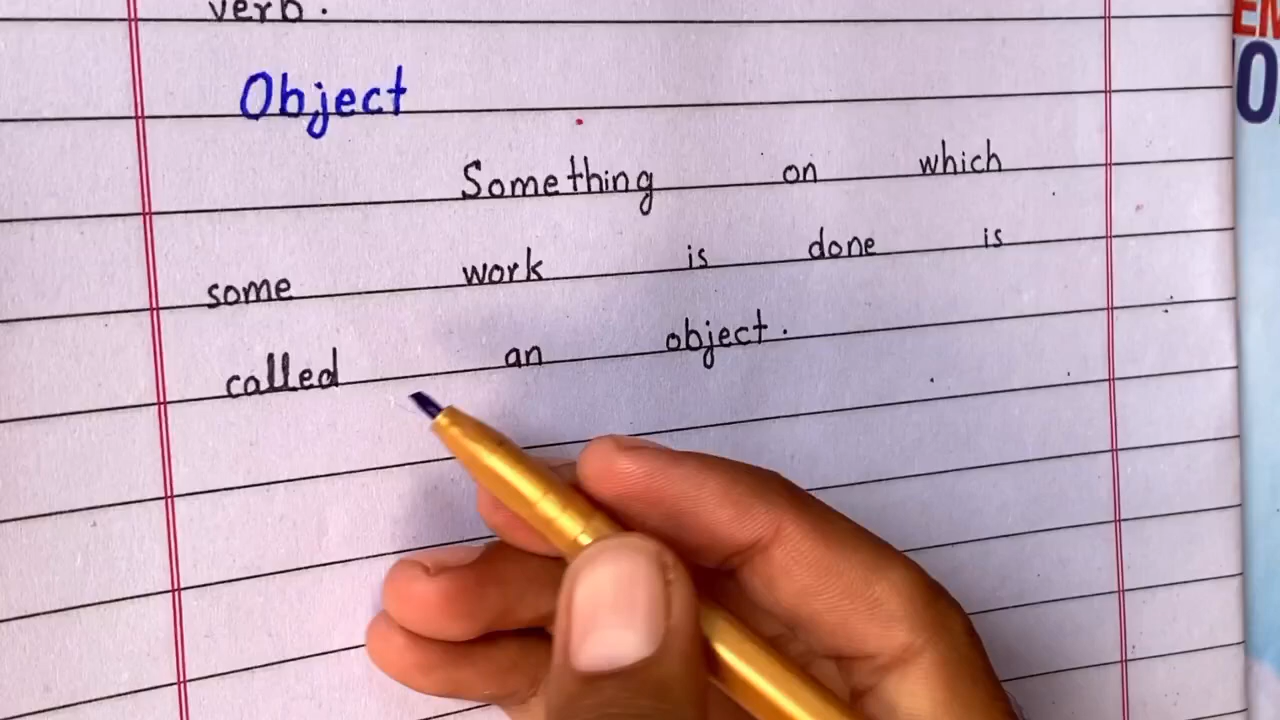 verb.
Object
Something on which
some work is done is
called an object.